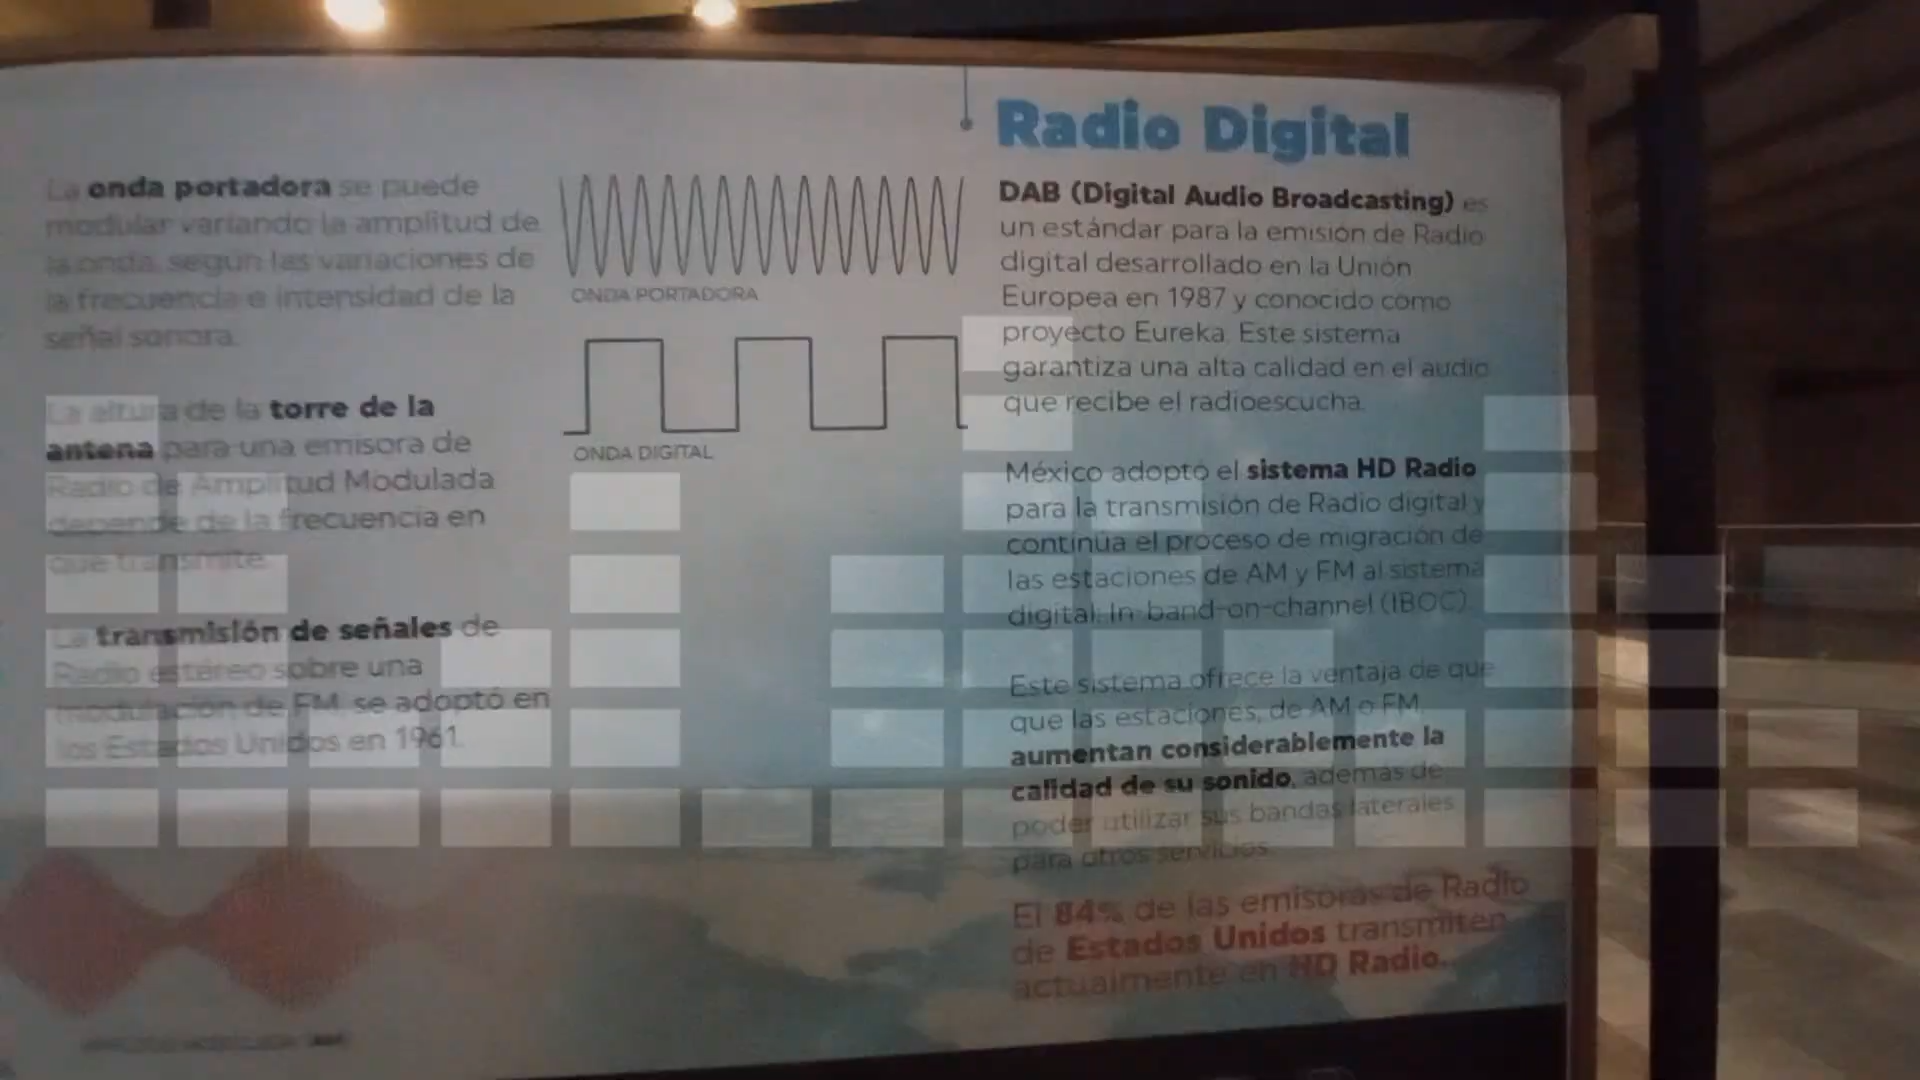 La onda portadora se puede
modular variando la amplitud de
la onda, según las variaciones de
la frecuencia e intensidad de la
señal sonora.
La altura de la torre de la
antena para una emisora de
Radio de Amplitud Modulada
depende de la frecuencia en
que transmite.
La transmisión de señales de
Radio estéreo sobre una
modulación de FM, se adoptó en
los Estados Unidos en 1961.
ONDA PORTADORA
ONDA DIGITAL
Radio Digital
DAB (Digital Audio Broadcasting) es
un estándar para la emisión de Radio
digital desarrollado en la Unión
Europea en 1987 y conocido como
proyecto Eureka. Este sistema
garantiza una alta calidad en el audio
que recibe el radioescucha.
México adoptó el sistema HD Radio
para la transmisión de Radio digital y
continúa el proceso de migración de
las estaciones de AM y FM al sistema
digital: In-band-on-channel (IBOC).
Este sistema ofrece la ventaja de que
que las estaciones, de AM o FM,
aumentan considerablemente la
calidad de su sonido, además de
poder utilizar sus bandas laterales
para otros servicios.
El 84% de las emisoras de Radio
de Estados Unidos transmiten
actualmente en HD Radio.